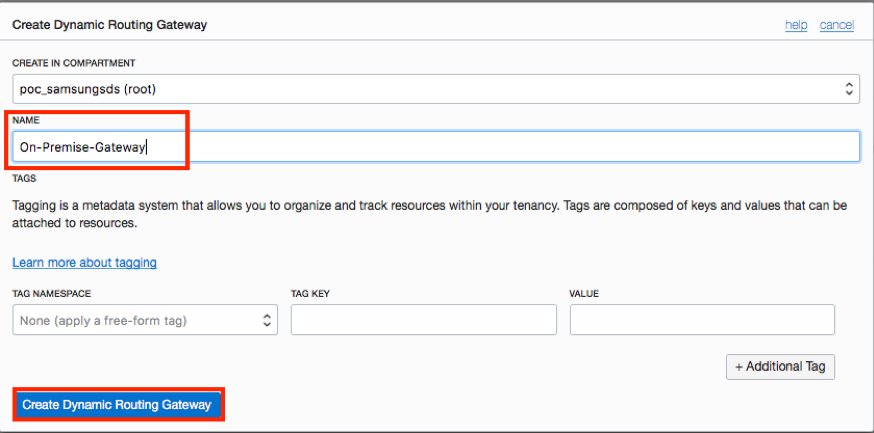 Create Dynamic Routing Gateway
help cancel
CREATE IN COMPARTMENT
poc_samsungsds (root)
NAME
On-Premise-Gateway
TAGS
Tagging is a metadata system that allows you to organize and track resources within your tenancy. Tags are composed of keys and values that can be
attached to resources.
Learn more about tagging
TAG NAMESPACE TAG KEY VALUE
None (apply a free-form tag)
+ Additional Tag
Create Dynamic Routing Gateway